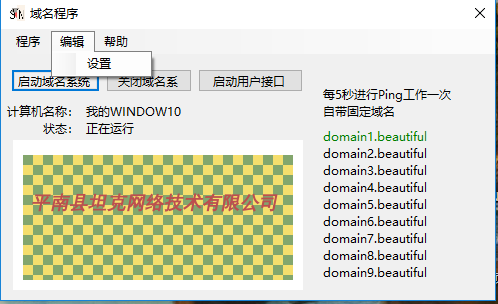 域名程序
程序 编辑 帮助
设置
启动域名系统 关闭域名系 启动用户接口
计算机名称： 我的WINDOW10
状态： 正在运行
平南县坦克网络技术有限公司
每5秒进行Ping工作一次
自带固定域名
domain1.beautiful
domain2.beautiful
domain3.beautiful
domain4.beautiful
domain5.beautiful
domain6.beautiful
domain7.beautiful
domain8.beautiful
domain9.beautiful